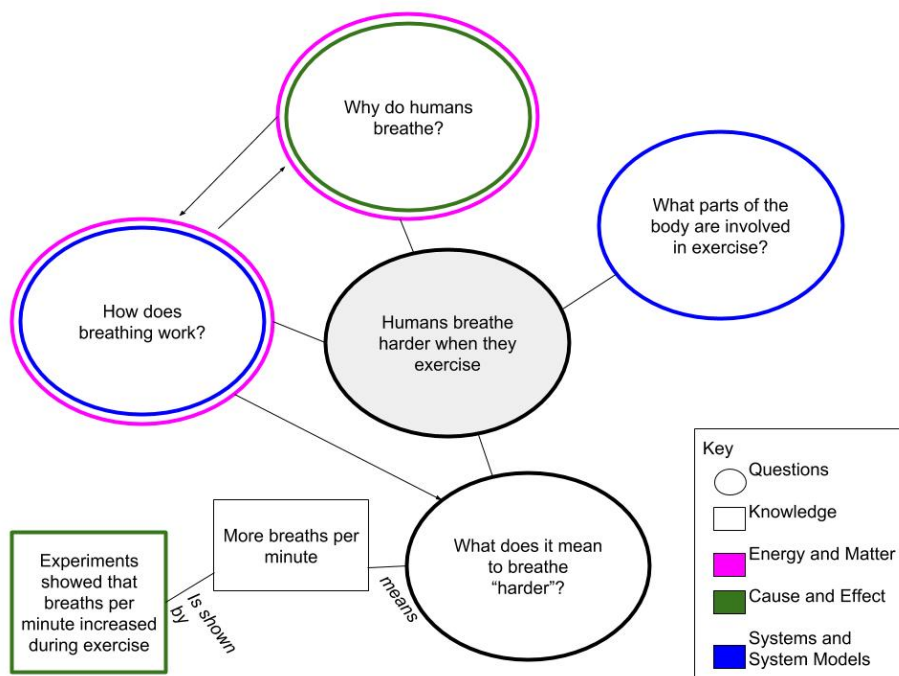 Why do humans
breathe?
What parts of the
body are involved
in exercise?
How does
breathing work?
Humans breathe
harder when they
exercise
What does it mean
to breathe
“harder”?
More breaths per
minute
means
Is shown
by
Experiments
showed that
breaths per
minute increased
during exercise
Key
Questions
Knowledge
Energy and Matter
Cause and Effect
Systems and
System Models